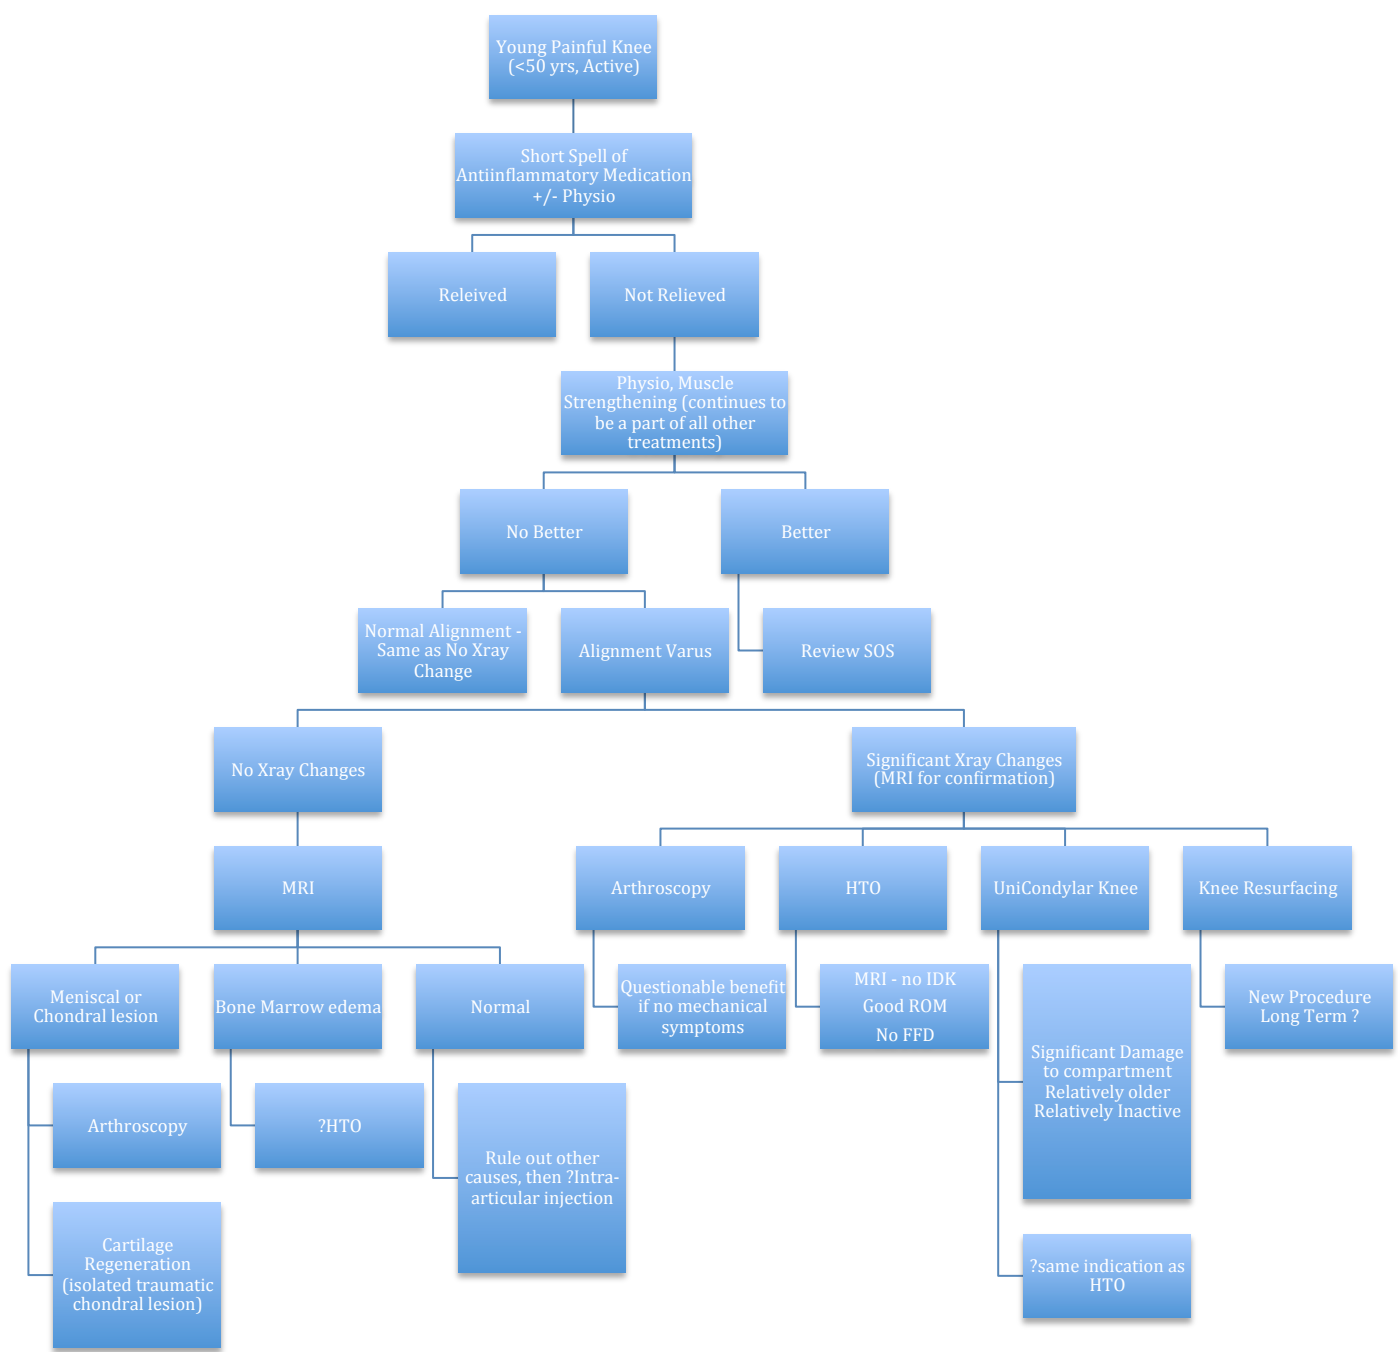 Young Painful Knee
(<50 yrs, Active)
Short Spell of
Antiinflammatory Medication
+/- Physio
Releived
Not Relieved
Physio, Muscle
Strengthening (continues to
be a part of all other
treatments)
No Better
Better
Normal Alignment -
Same as No Xray
Change
Alignment Varus
Review SOS
No Xray Changes
Significant Xray Changes
(MRI for confirmation)
MRI
Arthroscopy
HTO
UniCondylar Knee
Knee Resurfacing
Meniscal or
Chondral lesion
Bone Marrow edema
Normal
Questionable benefit
if no mechanical
symptoms
MRI - no IDK
Good ROM
No FFD
Significant Damage
to compartment
Relatively older
Relatively Inactive
New Procedure
Long Term ?
Arthroscopy
?HTO
Rule out other
causes, then ?Intra-
articular injection
Cartilage
Regeneration
(isolated traumatic
chondral lesion)
?same indication as
HTO